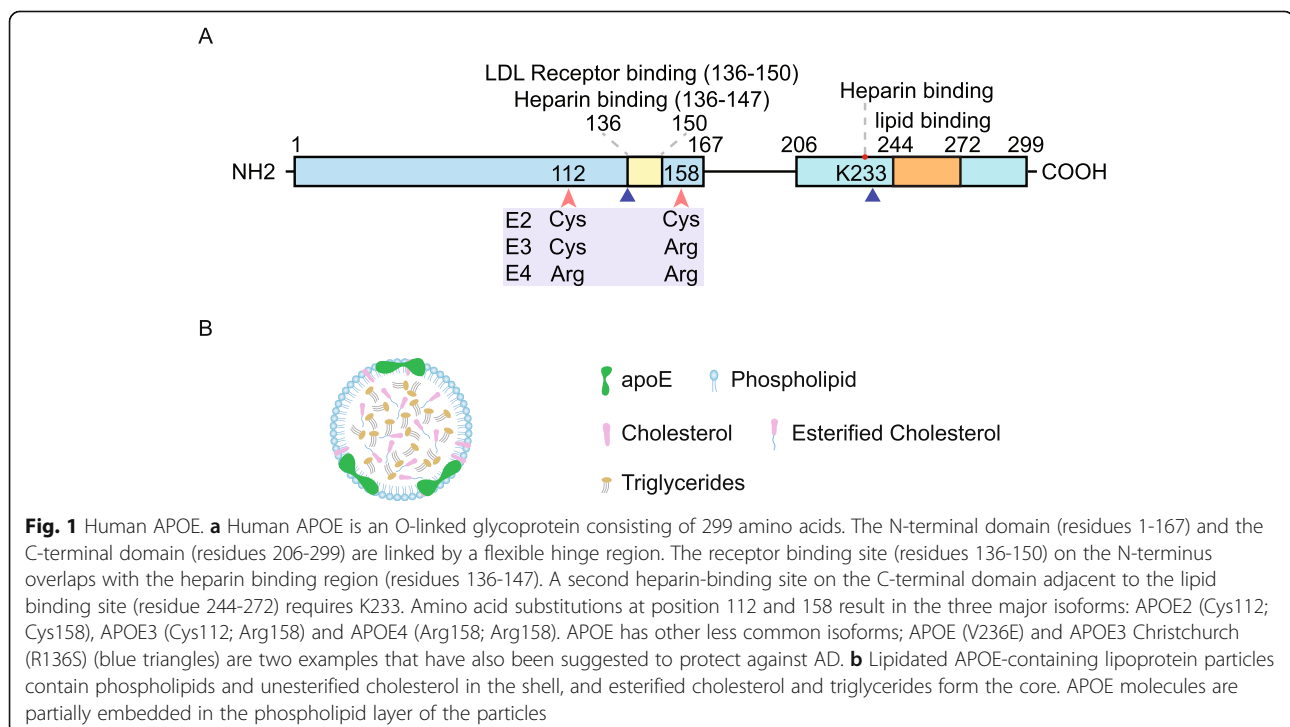 A
LDL Receptor binding (136-150)
Heparin binding (136-147)
Heparin binding
lipid binding
1 136 150 167 206 244 272 299
NH2 112 158 K233 COOH
E2 Cys Cys
E3 Cys Arg
E4 Arg Arg
B
apoE Phospholipid
Cholesterol Esterified Cholesterol
Triglycerides
Fig. 1 Human APOE. a Human APOE is an O-linked glycoprotein consisting of 299 amino acids. The N-terminal domain (residues 1-167) and the
C-terminal domain (residues 206-299) are linked by a flexible hinge region. The receptor binding site (residues 136-150) on the N-terminus
overlaps with the heparin binding region (residues 136-147). A second heparin-binding site on the C-terminal domain adjacent to the lipid
binding site (residue 244-272) requires K233. Amino acid substitutions at position 112 and 158 result in the three major isoforms: APOE2 (Cys112;
Cys158), APOE3 (Cys112; Arg158) and APOE4 (Arg158; Arg158). APOE has other less common isoforms; APOE (V236E) and APOE3 Christchurch
(R136S) (blue triangles) are two examples that have also been suggested to protect against AD. b Lipidated APOE-containing lipoprotein particles
contain phospholipids and unesterified cholesterol in the shell, and esterified cholesterol and triglycerides form the core. APOE molecules are
partially embedded in the phospholipid layer of the particles